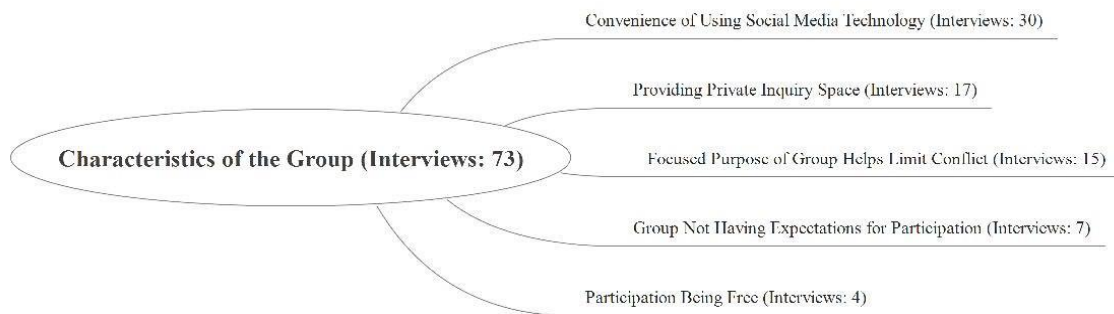 Convenience of Using Social Media Technology (Interviews: 30)
Providing Private Inquiry Space (Interviews: 17)
Characteristics of the Group (Interviews: 73)
Focused Purpose of Group Helps Limit Conflict (Interviews: 15)
Group Not Having Expectations for Participation (Interviews: 7)
Participation Being Free (Interviews: 4)